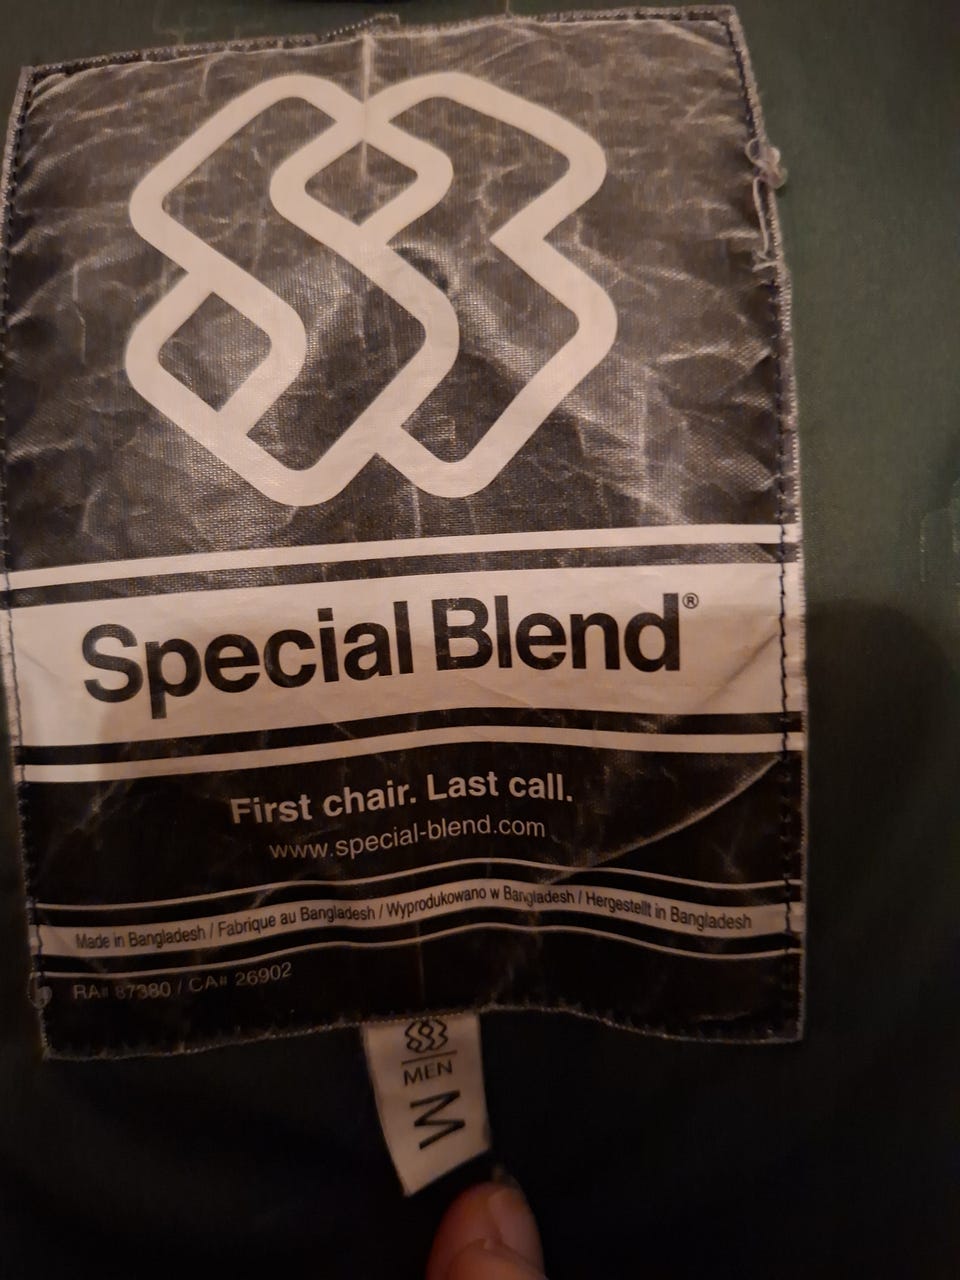 Special Blend®
First chair. Last call.
www.special-blend.com
Made in Bangladesh / Fabrique au Bangladesh / Wyprodukowano w Bangladesh / Hergestellt in Bangladesh
RA# 87380 / CA# 26902
MEN
M